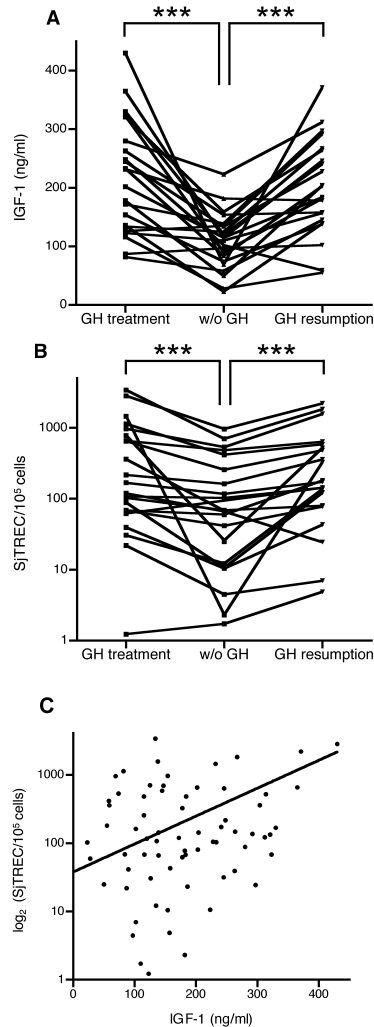 A
*** ***
IGF-1 (ng/ml)
400
300
200
100
0
GH treatment w/o GH GH resumption
B
*** ***
SjTREC/10⁵ cells
1000
100
10
1
GH treatment w/o GH GH resumption
C
log₂ (SjTREC/10⁵ cells)
1000
100
10
1
0 100 200 300 400
IGF-1 (ng/ml)